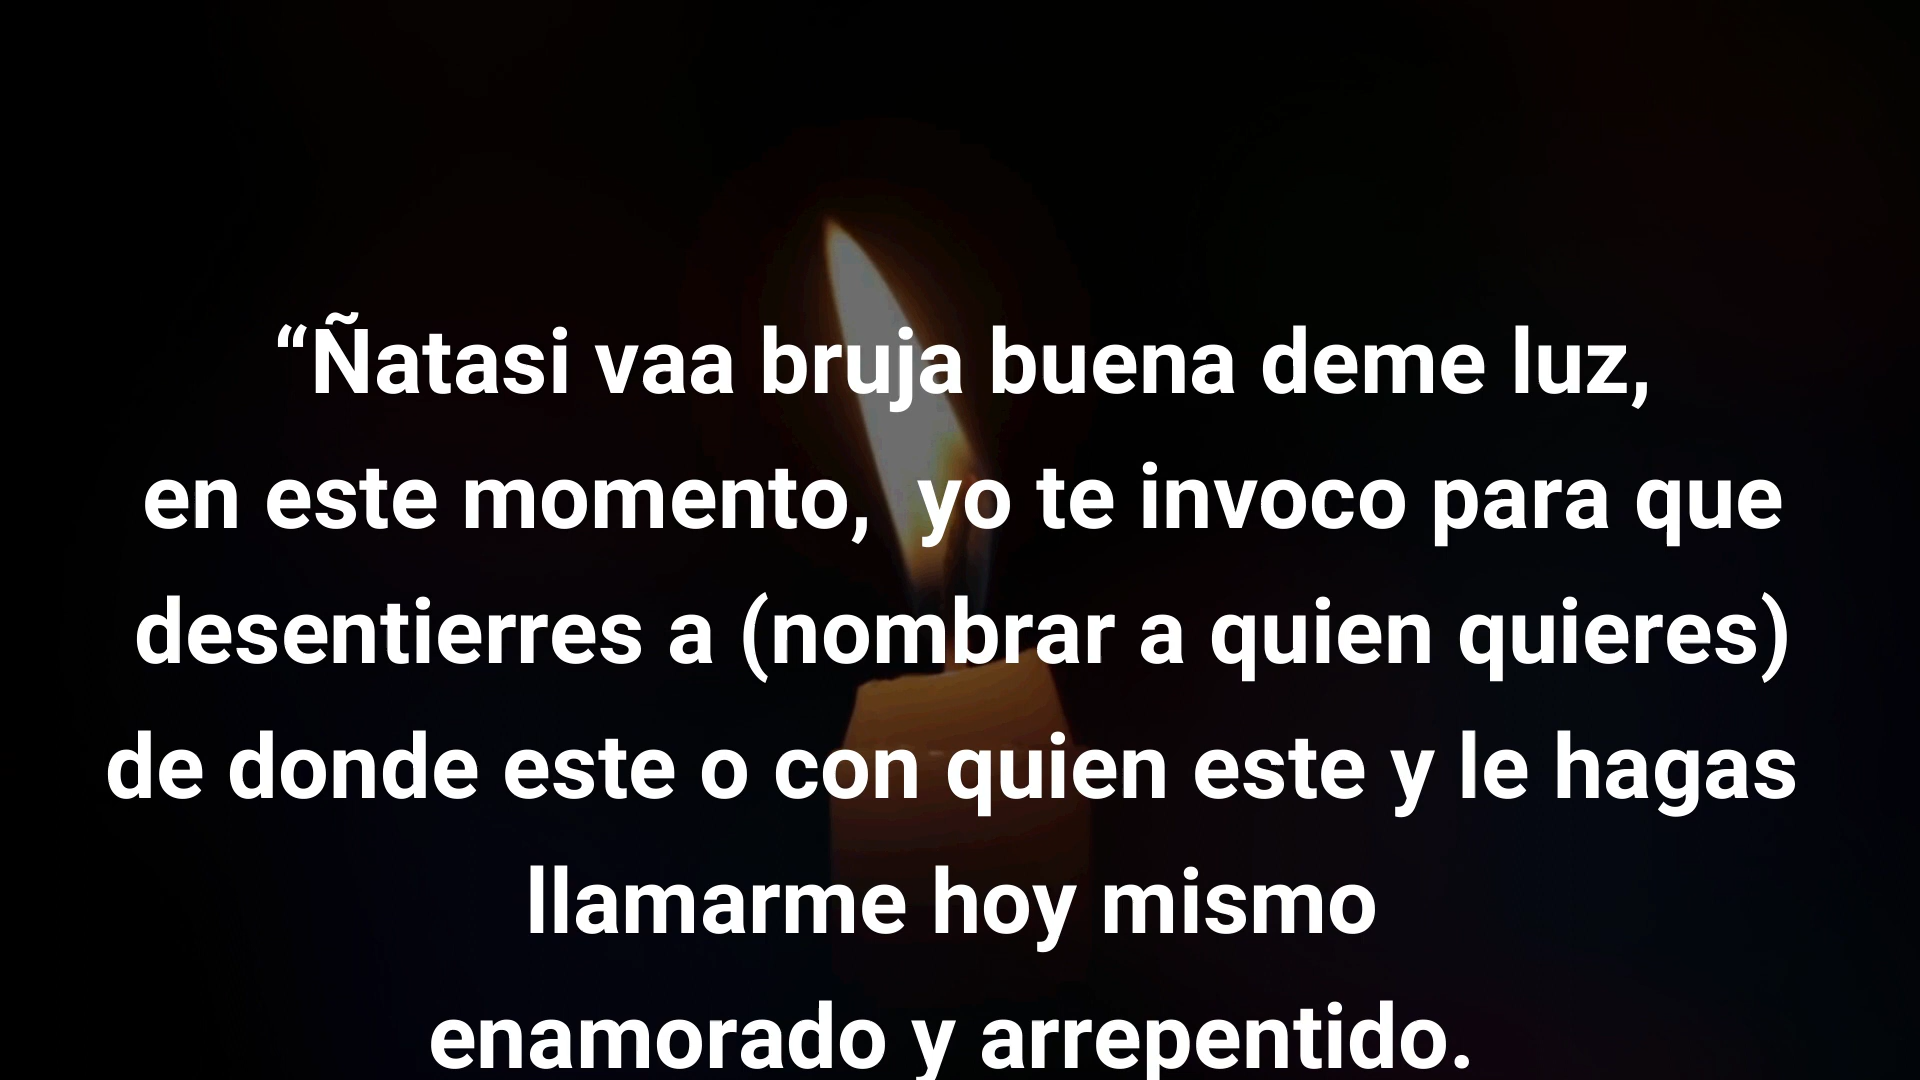 “Ñatasi vaa bruja buena deme luz,
en este momento,  yo te invoco para que
desentierres a (nombrar a quien quieres)
de donde este o con quien este y le hagas
llamarme hoy mismo
enamorado y arrepentido.